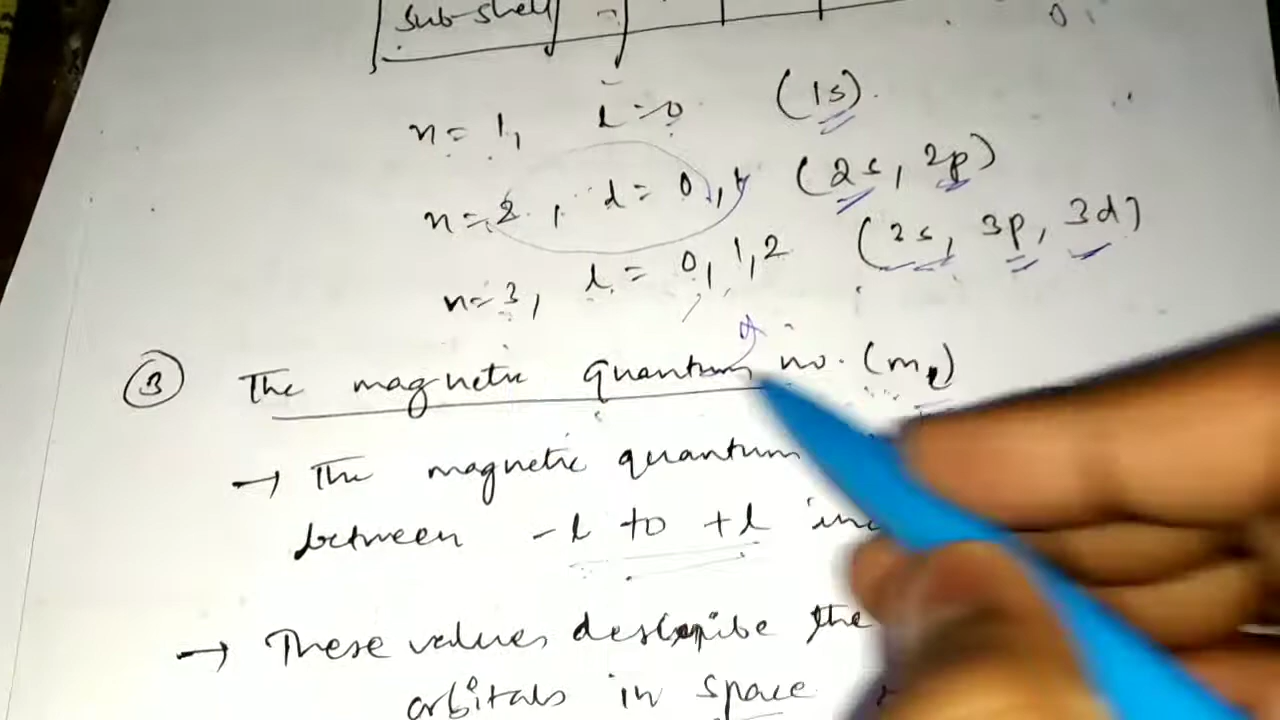 Sub-shell
n = 1, l = 0 (1s).
n = 2, l = 0, 1 (2s, 2p)
n = 3, l = 0, 1, 2 (2s, 3p, 3d)
③ The magnetic quantum no. (ml)
→ The magnetic quantum
between -l to +l
→ These values describe the
orbitals in space